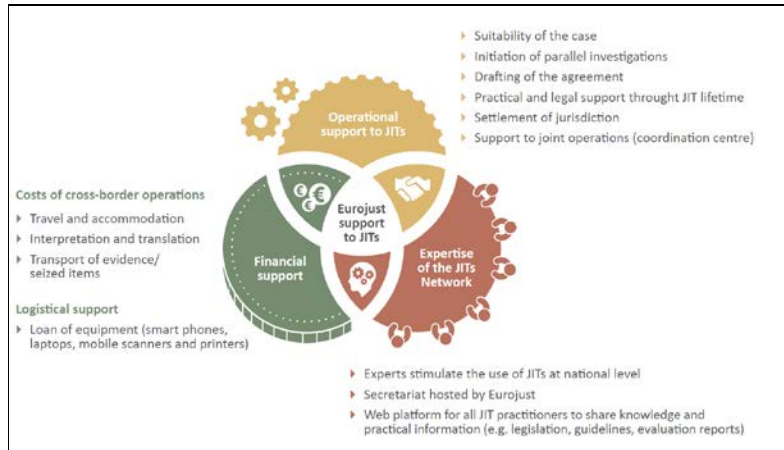 Suitability of the case
Initiation of parallel investigations
Drafting of the agreement
Practical and legal support throught JIT lifetime
Settlement of jurisdiction
Support to joint operations (coordination centre)
Operational
support to JITs
€
€
€
Eurojust
support
to JITs
Financial
support
Expertise
of the JITs
Network
Costs of cross-border operations
Travel and accommodation
Interpretation and translation
Transport of evidence/
seized items
Logistical support
Loan of equipment (smart phones,
laptops, mobile scanners and printers)
Experts stimulate the use of JITs at national level
Secretariat hosted by Eurojust
Web platform for all JIT practitioners to share knowledge and
practical information (e.g. legislation, guidelines, evaluation reports)